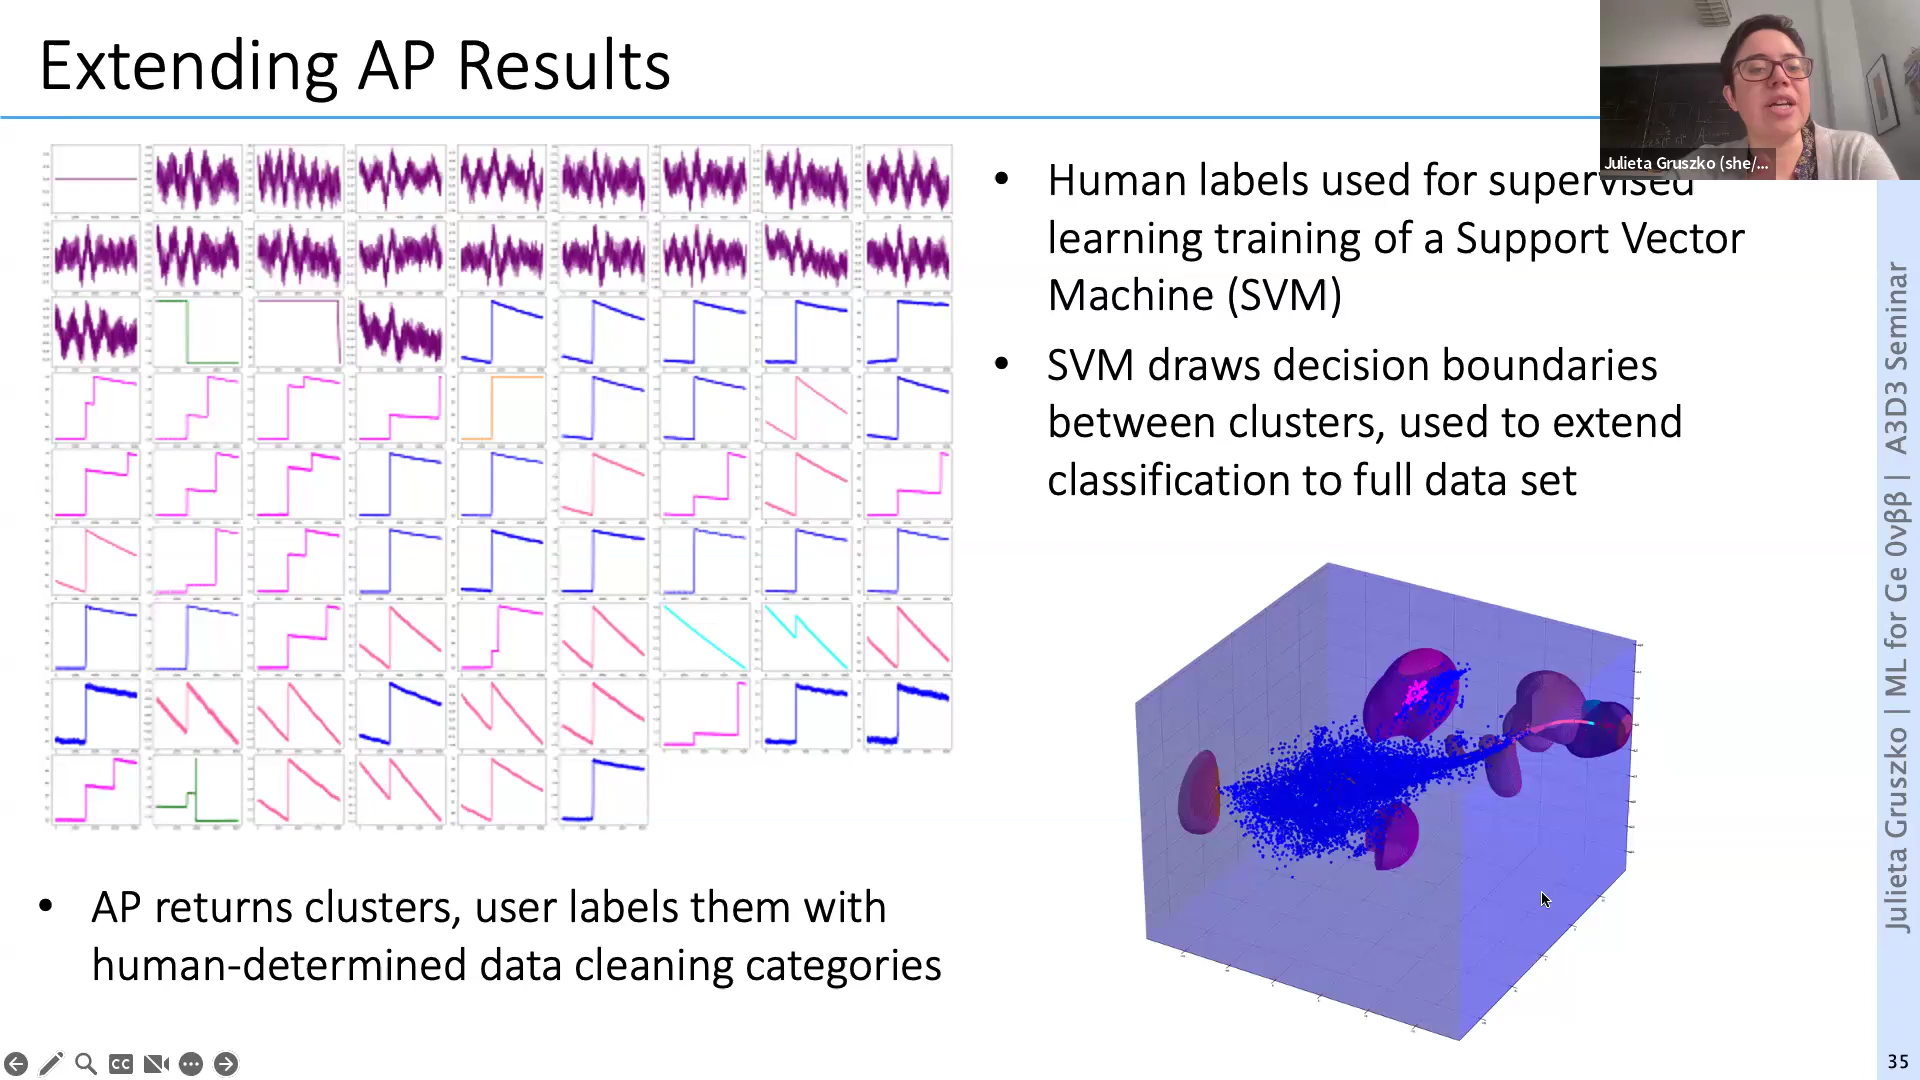 Extending AP Results
Julieta Gruszko (she/...
• Human labels used for supervised
learning training of a Support Vector
Machine (SVM)
• SVM draws decision boundaries
between clusters, used to extend
classification to full data set
• AP returns clusters, user labels them with
human-determined data cleaning categories
Julieta Gruszko | ML for Ge 0νββ | A3D3 Seminar
CC
35